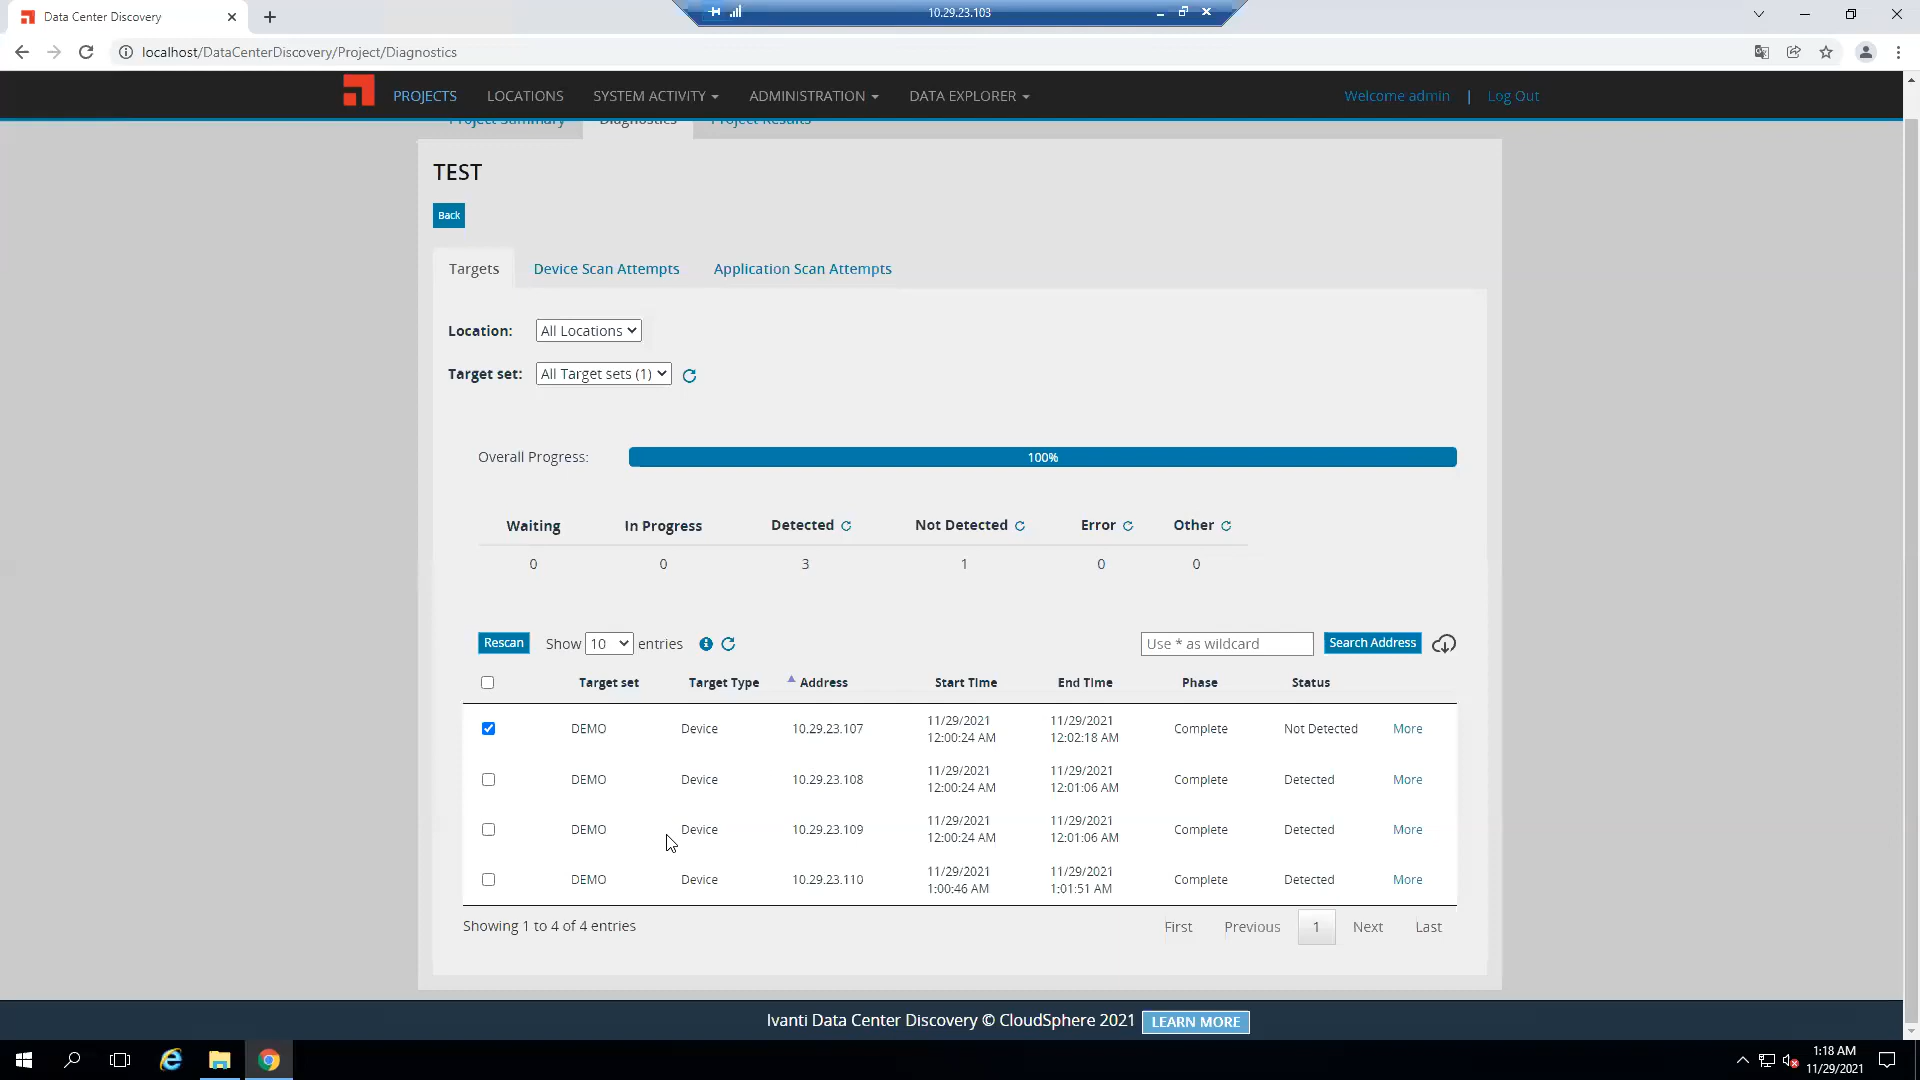 Data Center Discovery
10.29.23.103
localhost/DataCenterDiscovery/Project/Diagnostics
PROJECTS LOCATIONS SYSTEM ACTIVITY ADMINISTRATION DATA EXPLORER Welcome admin | Log Out
Project Summary Diagnostics Project Results
TEST
Back
Targets Device Scan Attempts Application Scan Attempts
Location: All Locations
Target set: All Target sets (1)
Overall Progress: 100%
Waiting In Progress Detected Not Detected Error Other
0 0 3 1 0 0
Rescan Show 10 entries Use * as wildcard Search Address
Target set Target Type Address Start Time End Time Phase Status
DEMO Device 10.29.23.107 11/29/2021 12:00:24 AM 11/29/2021 12:02:18 AM Complete Not Detected More
DEMO Device 10.29.23.108 11/29/2021 12:00:24 AM 11/29/2021 12:01:06 AM Complete Detected More
DEMO Device 10.29.23.109 11/29/2021 12:00:24 AM 11/29/2021 12:01:06 AM Complete Detected More
DEMO Device 10.29.23.110 11/29/2021 1:00:46 AM 11/29/2021 1:01:51 AM Complete Detected More
Showing 1 to 4 of 4 entries First Previous 1 Next Last
Ivanti Data Center Discovery © CloudSphere 2021 LEARN MORE
1:18 AM
11/29/2021